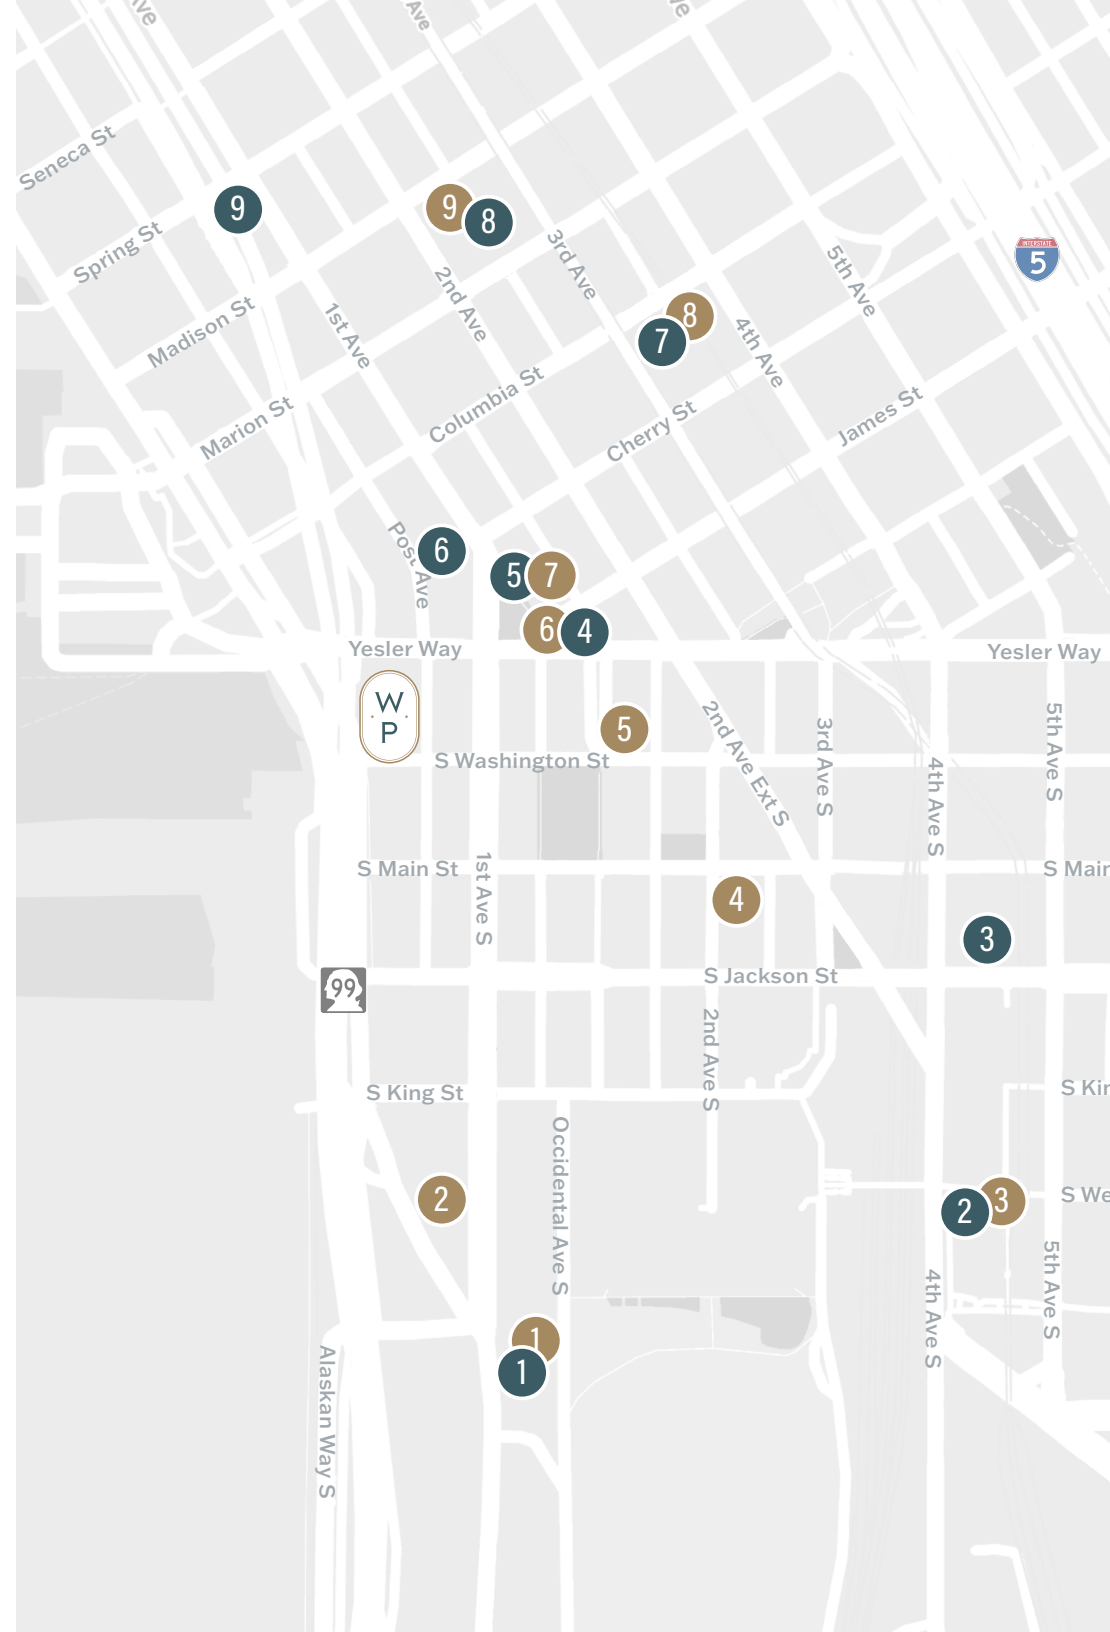 Ave
Ave
Ave
Seneca St
9
9
8
Spring St
3rd Ave
5th Ave
INTERSTATE
5
2nd Ave
Madison St
1st Ave
8
7
4th Ave
Columbia St
Marion St
Cherry St
James St
Post Ave
6
5
7
6
4
Yesler Way
Yesler Way
W
P
5
2nd Ave Ext S
3rd Ave S
4th Ave S
5th Ave S
S Washington St
S Main St
1st Ave S
S Main
4
3
99
S Jackson St
2nd Ave S
S King St
S Kin
Occidental Ave S
2
2
3
S We
4th Ave S
5th Ave S
1
1
Alaskan Way S